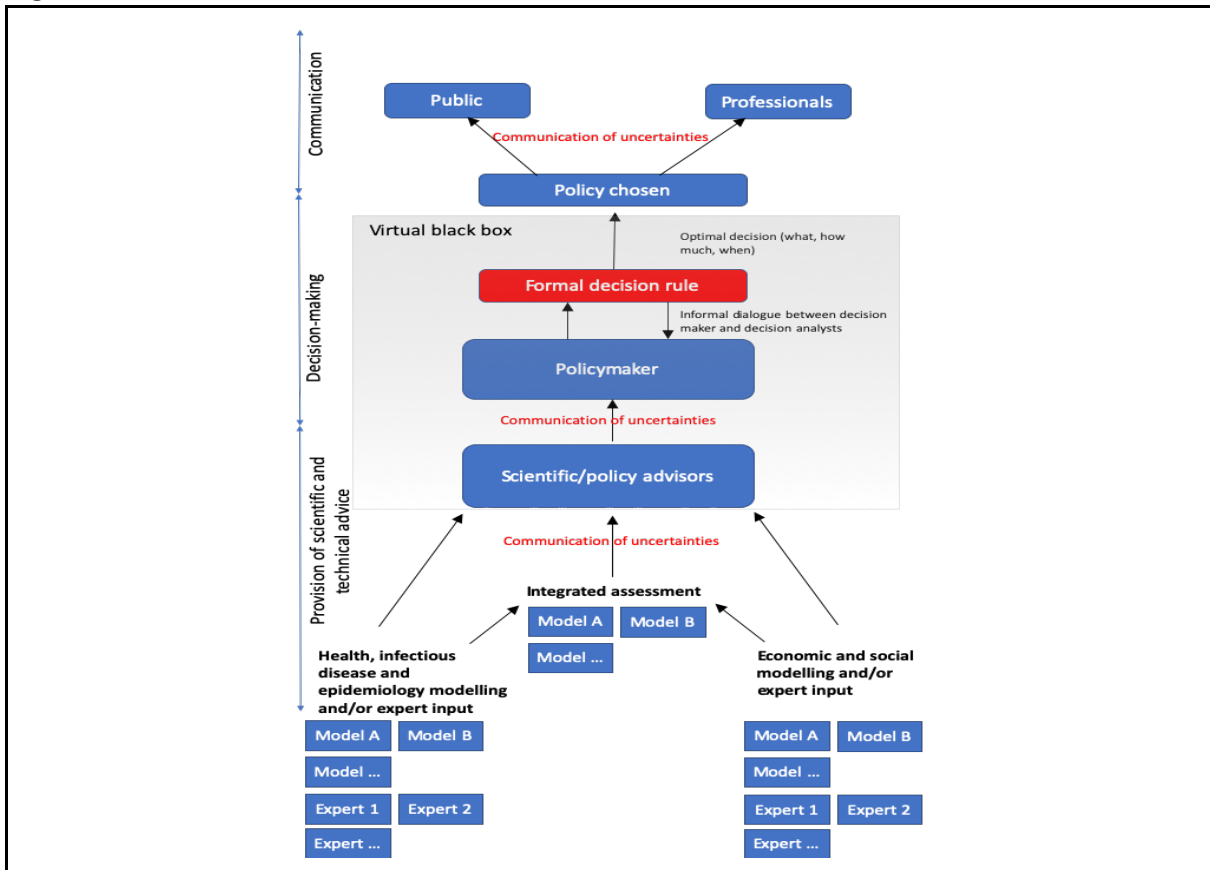 Communication
Public
Professionals
Communication of uncertainties
Policy chosen
Decision-making
Virtual black box
Optimal decision (what, how
much, when)
Formal decision rule
Informal dialogue between decision
maker and decision analysts
Policymaker
Communication of uncertainties
Scientific/policy advisors
Provision of scientific and
technical advice
Communication of uncertainties
Integrated assessment
Model A
Model B
Model ...
Health, infectious
disease and
epidemiology modelling
and/or expert input
Model A
Model B
Model ...
Expert 1
Expert 2
Expert ...
Economic and social
modelling and/or
expert input
Model A
Model B
Model ...
Expert 1
Expert 2
Expert ...